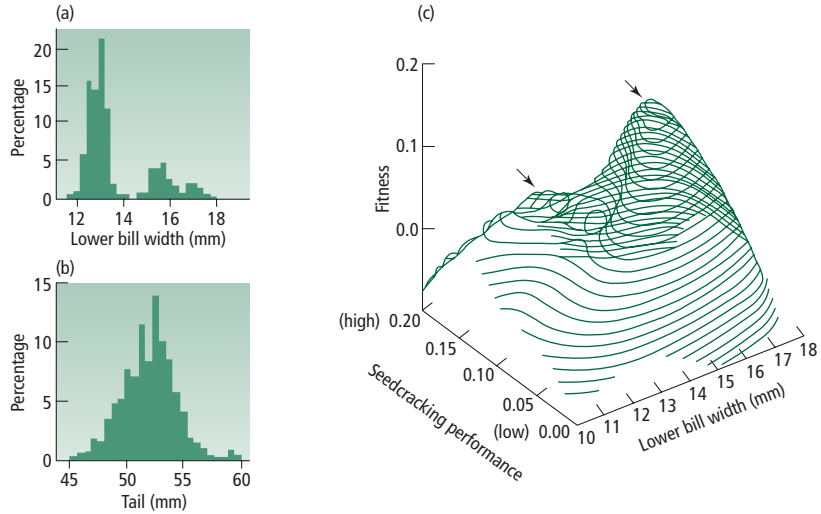 (a)
20
15
10
5
0
Percentage
12 14 16 18
Lower bill width (mm)
(b)
15
10
5
0
Percentage
45 50 55 60
Tail (mm)
(c)
0.2
0.1
0.0
Fitness
(high) 0.20
0.15
0.10
0.05
(low) 0.00
Seedcracking performance
10 11 12 13 14 15 16 17 18
Lower bill width (mm)